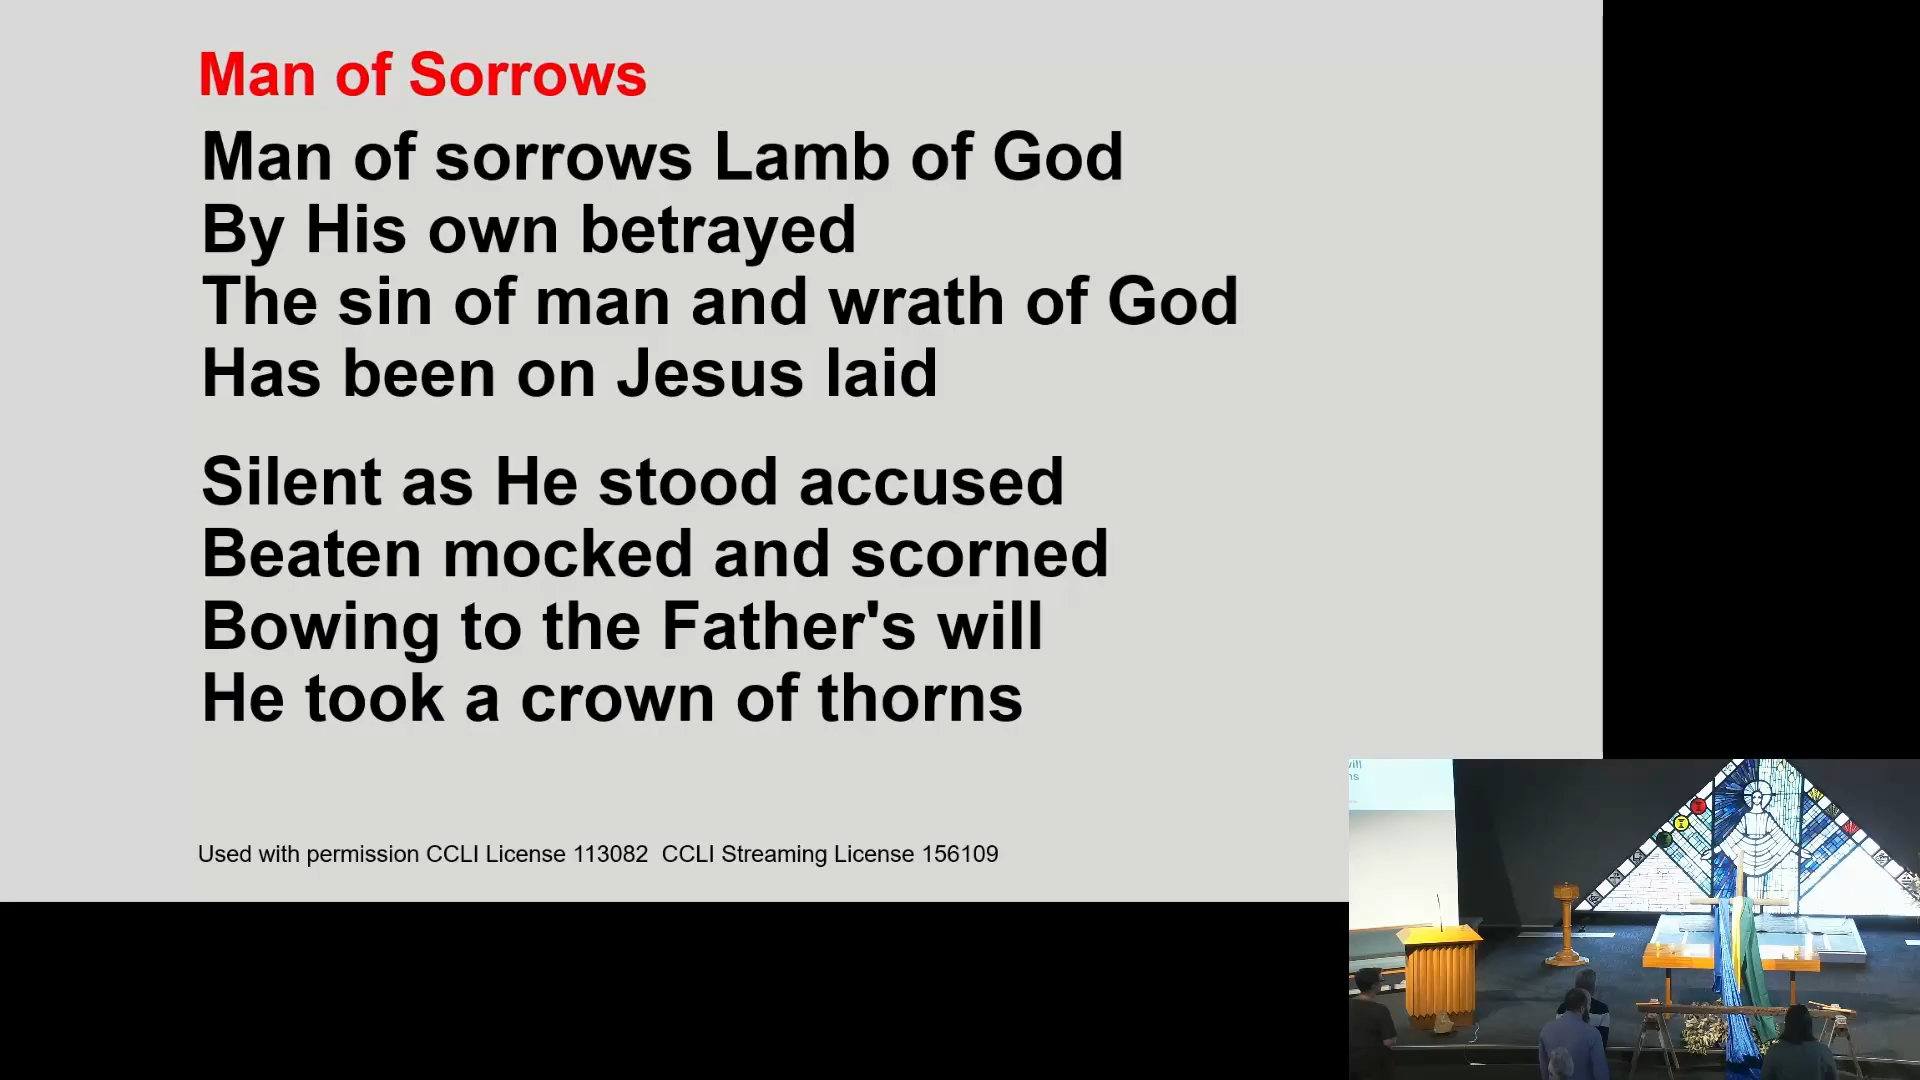 Man of Sorrows
Man of sorrows Lamb of God
By His own betrayed
The sin of man and wrath of God
Has been on Jesus laid
Silent as He stood accused
Beaten mocked and scorned
Bowing to the Father's will
He took a crown of thorns
Used with permission CCLI License 113082  CCLI Streaming License 156109
will
ns